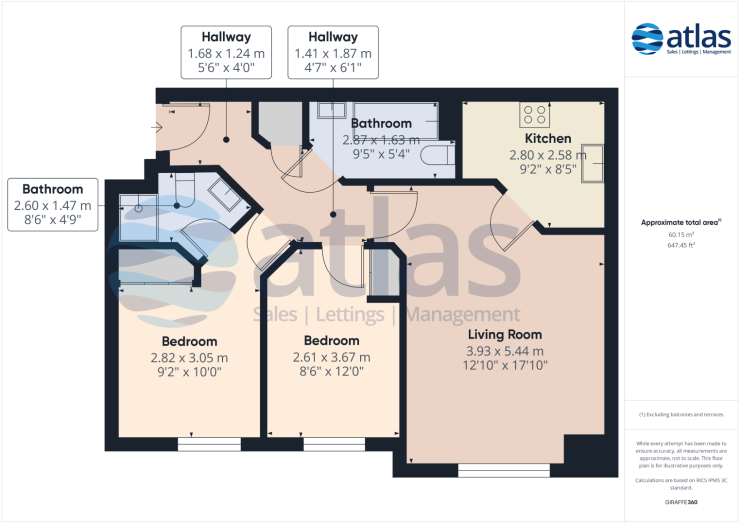 Hallway
1.68 x 1.24 m
5'6" x 4'0"
Hallway
1.41 x 1.87 m
4'7" x 6'1"
Bathroom
2.87 x 1.63 m
9'5" x 5'4"
Kitchen
2.80 x 2.58 m
9'2" x 8'5"
Bathroom
2.60 x 1.47 m
8'6" x 4'9"
atlas
Sales | Lettings | Management
Bedroom
2.82 x 3.05 m
9'2" x 10'0"
Bedroom
2.61 x 3.67 m
8'6" x 12'0"
Living Room
3.93 x 5.44 m
12'10" x 17'10"
atlas
Sales | Lettings | Management
Approximate total area(1)
60.15 m²
647.45 ft²
(1) Excluding balconies and terraces
While every attempt has been made to
ensure accuracy, all measurements are
approximate, not to scale. This floor
plan is for illustrative purposes only.
Calculations are based on RICS IPMS 3C
standard.
GIRAFFE360